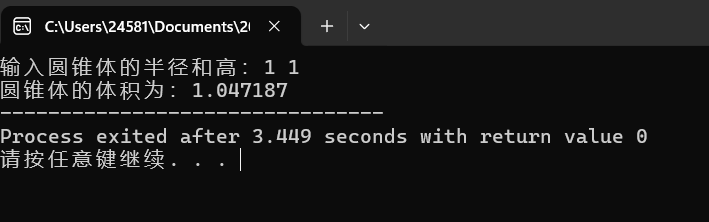 C:\Users\24581\Documents\20
输入圆锥体的半径和高: 1 1
圆锥体的体积为: 1.047187
--------------------------------
Process exited after 3.449 seconds with return value 0
请按任意键继续. . .